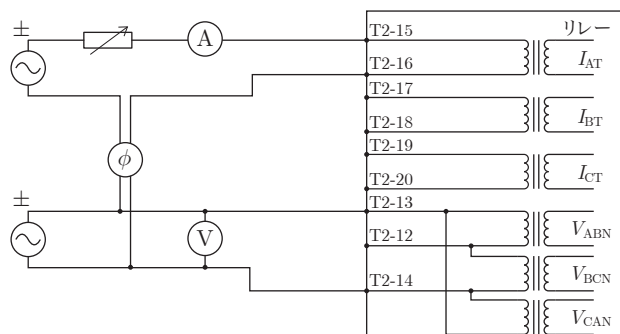 ±
A
T2-15
リレー
I_AT
T2-16
T2-17
I_BT
T2-18
ϕ
T2-19
I_CT
T2-20
±
T2-13
V
V_ABN
T2-12
V_BCN
T2-14
V_CAN